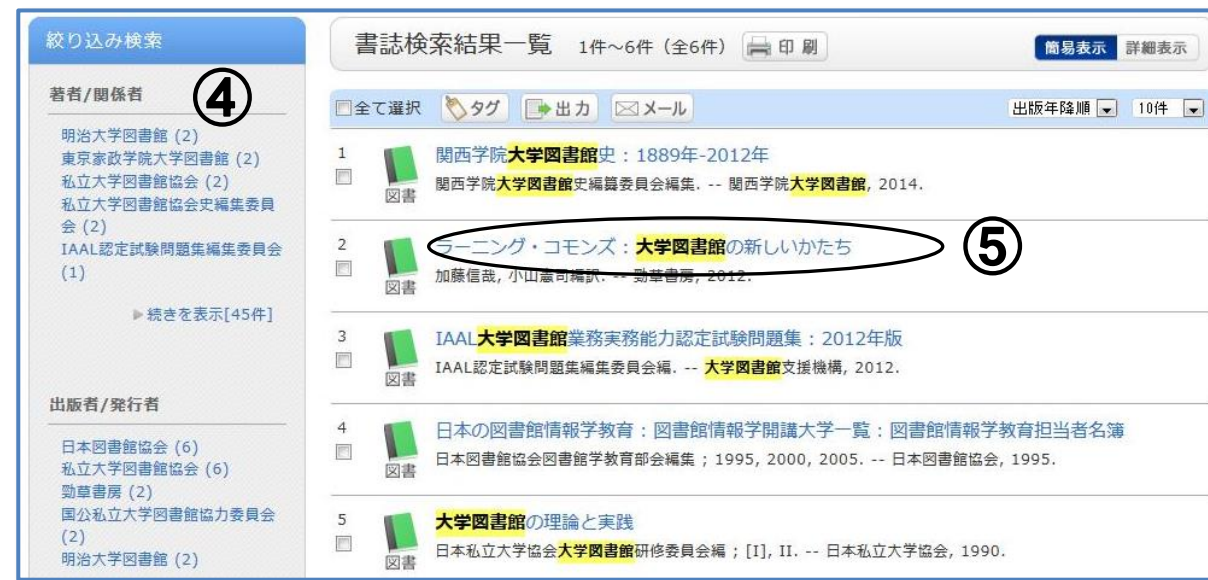 絞り込み検索
④
著者/関係者
明治大学図書館 (2)
東京家政学院大学図書館 (2)
私立大学図書館協会 (2)
私立大学図書館協会史編集委員
会 (2)
IAAL認定試験問題集編集委員会
(1)
▶続きを表示[45件]
出版者/発行者
日本図書館協会 (6)
私立大学図書館協会 (6)
勁草書房 (2)
国公私立大学図書館協力委員会
(2)
明治大学図書館 (2)
書誌検索結果一覧 1件～6件（全6件） 印刷 簡易表示 詳細表示
全て選択 タグ 出力 メール 出版年降順 10件
1
図書
関西学院大学図書館史：1889年-2012年
関西学院大学図書館史編纂委員会編集. -- 関西学院大学図書館, 2014.
2
図書
ラーニング・コモンズ：大学図書館の新しいかたち
⑤
加藤信哉, 小山憲司編訳. -- 勁草書房, 2012.
3
図書
IAAL大学図書館業務実務能力認定試験問題集：2012年版
IAAL認定試験問題集編集委員会編. -- 大学図書館支援機構, 2012.
4
図書
日本の図書館情報学教育：図書館情報学開講大学一覧：図書館情報学教育担当者名簿
日本図書館協会図書館学教育部会編集 ; 1995, 2000, 2005. -- 日本図書館協会, 1995.
5
図書
大学図書館の理論と実践
日本私立大学協会大学図書館研修委員会編 ; [I], II. -- 日本私立大学協会, 1990.